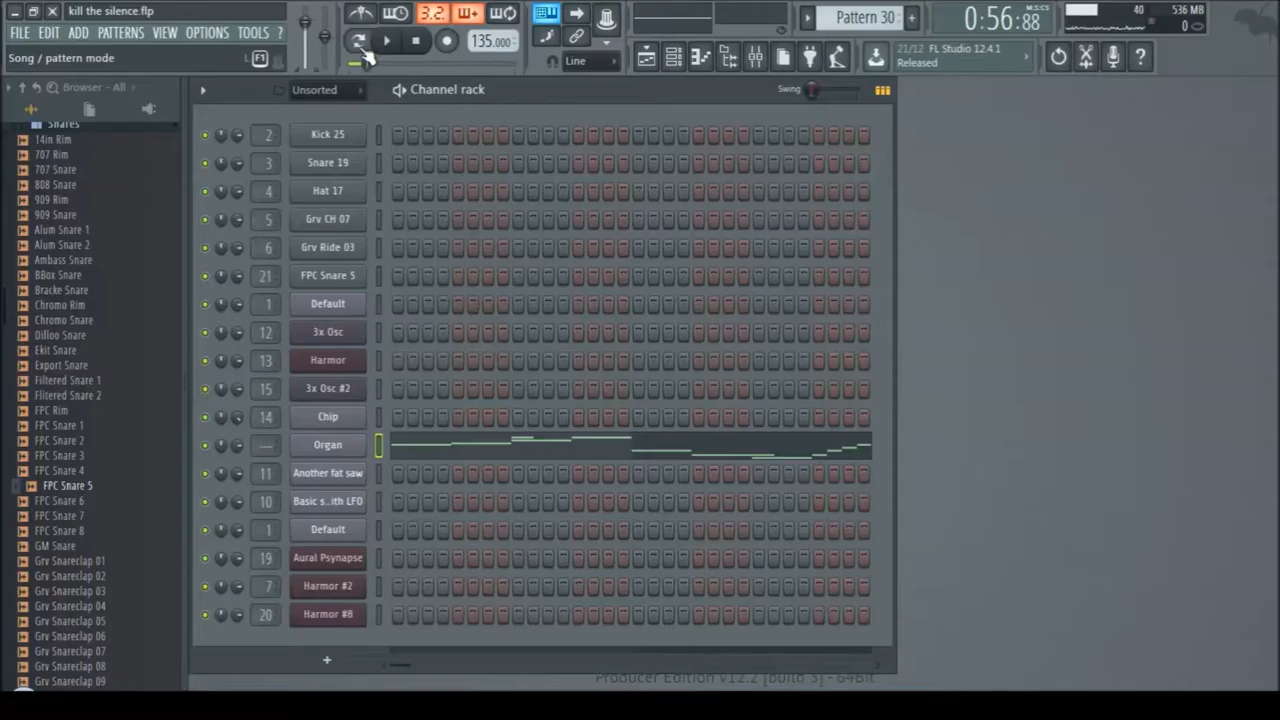 kill the silence.flp
FILE EDIT ADD PATTERNS VIEW OPTIONS TOOLS ?
Song / pattern mode
F1
3.2.
135.000
Line
Pattern 30
0:56:88
M:S:CS
40
536 MB
0
21/12 FL Studio 12.4.1
Released
Browser - All
Snares
14in Rim
707 Rim
707 Snare
808 Snare
909 Rim
909 Snare
Alum Snare 1
Alum Snare 2
Ambass Snare
BBox Snare
Bracke Snare
Chromo Rim
Chromo Snare
Dilloo Snare
Ekit Snare
Export Snare
Filtered Snare 1
Flitered Snare 2
FPC Rim
FPC Snare 1
FPC Snare 2
FPC Snare 3
FPC Snare 4
FPC Snare 5
FPC Snare 6
FPC Snare 7
FPC Snare 8
GM Snare
Grv Snareclap 01
Grv Snareclap 02
Grv Snareclap 03
Grv Snareclap 04
Grv Snareclap 05
Grv Snareclap 06
Grv Snareclap 07
Grv Snareclap 08
Grv Snareclap 09
Unsorted
Channel rack
Swing
2 Kick 25
3 Snare 19
4 Hat 17
5 Grv CH 07
6 Grv Ride 03
21 FPC Snare 5
1 Default
12 3x Osc
13 Harmor
15 3x Osc #2
14 Chip
--- Organ
11 Another fat saw
10 Basic s..ith LFO
1 Default
19 Aural Psynapse
7 Harmor #2
20 Harmor #8
+
Producer Edition v12.2 [build 3] - 64Bit